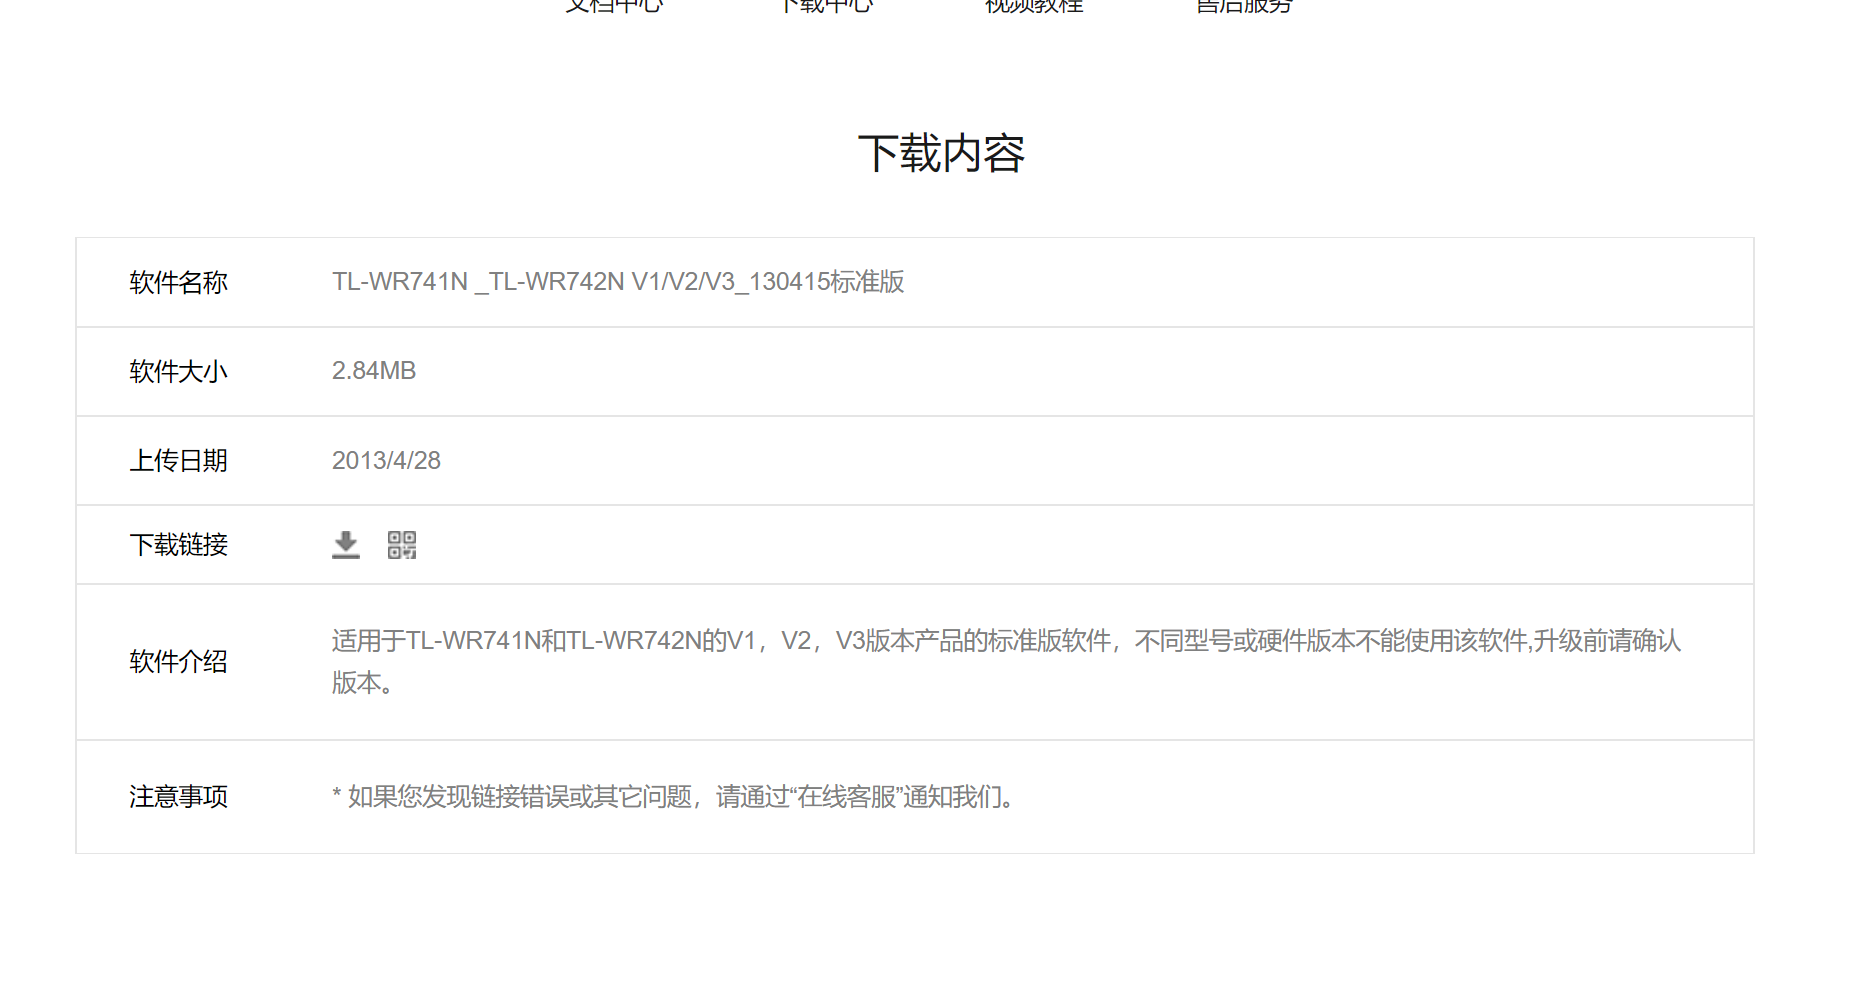 文档中心 下载中心 视频教程 售后服务
下载内容
软件名称 TL-WR741N _TL-WR742N V1/V2/V3_130415标准版
软件大小 2.84MB
上传日期 2013/4/28
下载链接
软件介绍 适用于TL-WR741N和TL-WR742N的V1，V2，V3版本产品的标准版软件，不同型号或硬件版本不能使用该软件,升级前请确认
版本。
注意事项 * 如果您发现链接错误或其它问题，请通过“在线客服”通知我们。